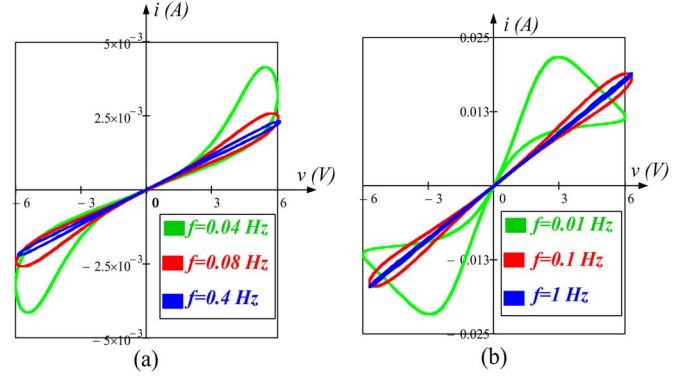 i (A)
5×10⁻³
2.5×10⁻³
v (V)
− 6
− 3
0
3
6
f=0.04 Hz
f=0.08 Hz
f=0.4 Hz
− 2.5×10⁻³
− 5×10⁻³
(a)
i (A)
0.025
0.013
v (V)
− 6
− 3
0
3
6
f=0.01 Hz
f=0.1 Hz
f=1 Hz
− 0.013
− 0.025
(b)